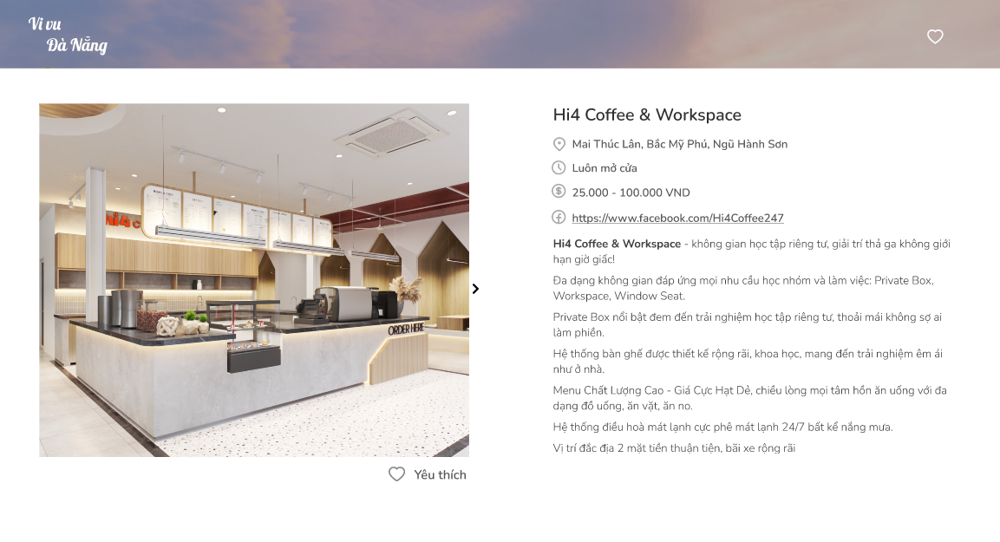 Vi vu
Đà Nẵng
Hi4 Coffee & Workspace
Mai Thúc Lân, Bắc Mỹ Phú, Ngũ Hành Sơn
Luôn mở cửa
25.000 - 100.000 VND
https://www.facebook.com/Hi4Coffee247
Hi4 Coffee & Workspace - không gian học tập riêng tư, giải trí thả ga không giới
hạn giờ giấc!
Đa dạng không gian đáp ứng mọi nhu cầu học nhóm và làm việc: Private Box,
Workspace, Window Seat.
Private Box nổi bật đem đến trải nghiệm học tập riêng tư, thoải mái không sợ ai
làm phiền.
Hệ thống bàn ghế được thiết kế rộng rãi, khoa học, mang đến trải nghiệm êm ái
như ở nhà.
Menu Chất Lượng Cao - Giá Cực Hạt Dẻ, chiều lòng mọi tâm hồn ăn uống với đa
dạng đồ uống, ăn vặt, ăn no.
Hệ thống điều hoà mát lạnh cực phê mát lạnh 24/7 bất kể nắng mưa.
Vị trí đắc địa 2 mặt tiền thuận tiện, bãi xe rộng rãi
hi4
ORDER HERE
Yêu thích